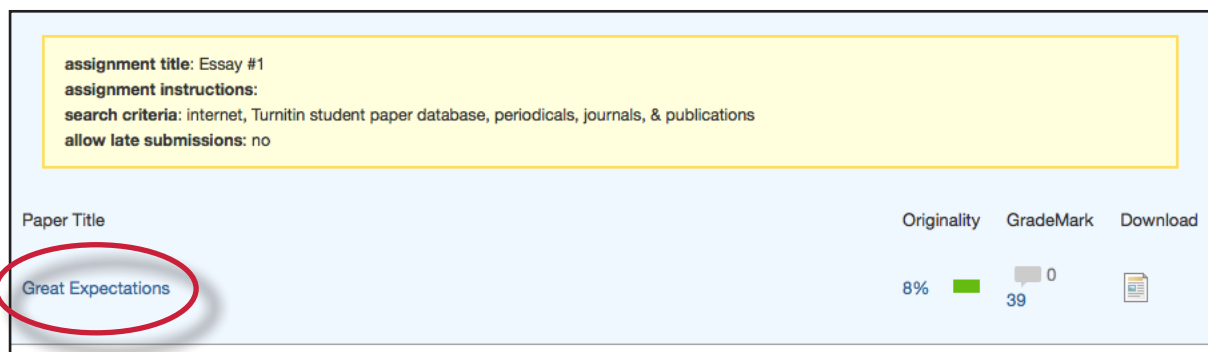 assignment title: Essay #1
assignment instructions:
search criteria: internet, Turnitin student paper database, periodicals, journals, & publications
allow late submissions: no
Paper Title Originality GradeMark Download
Great Expectations 8% 0
39